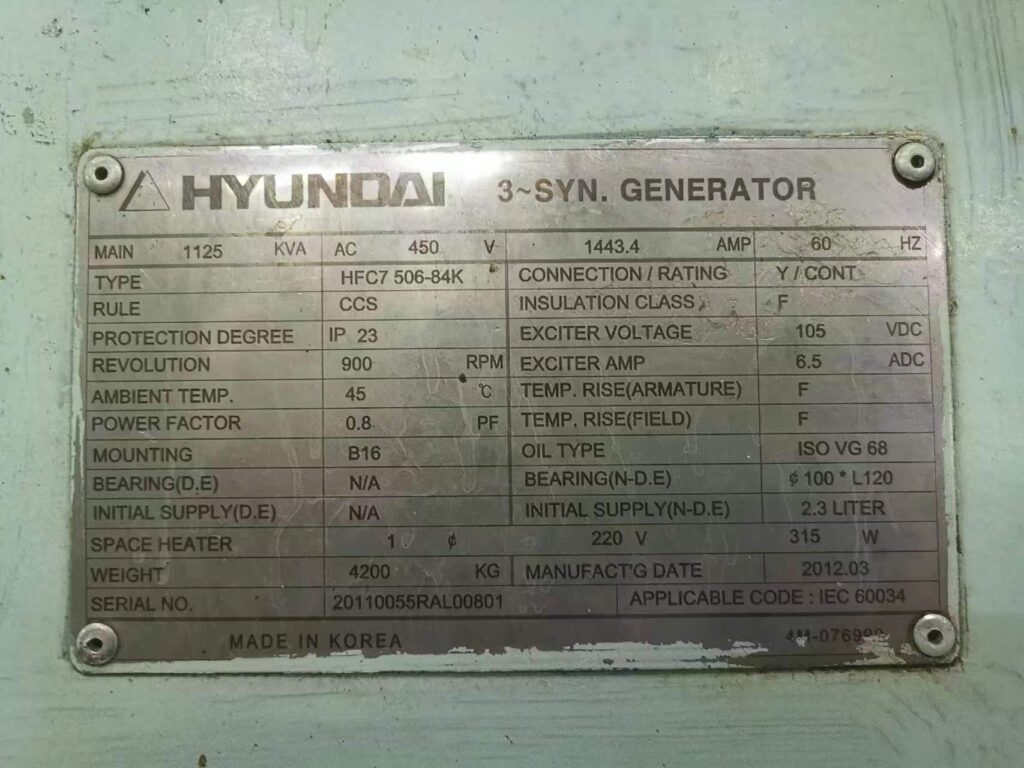 HYUNDAI 3~SYN. GENERATOR
MAIN 1125 KVA AC 450 V 1443.4 AMP 60 HZ
TYPE HFC7 506-84K CONNECTION / RATING Y / CONT
RULE CCS INSULATION CLASS F
PROTECTION DEGREE IP 23 EXCITER VOLTAGE 105 VDC
REVOLUTION 900 RPM EXCITER AMP 6.5 ADC
AMBIENT TEMP. 45 ℃ TEMP. RISE(ARMATURE) F
POWER FACTOR 0.8 PF TEMP. RISE(FIELD) F
MOUNTING B16 OIL TYPE ISO VG 68
BEARING(D.E) N/A BEARING(N-D.E) ϕ 100 * L120
INITIAL SUPPLY(D.E) N/A INITIAL SUPPLY(N-D.E) 2.3 LITER
SPACE HEATER 1 ϕ 220 V 315 W
WEIGHT 4200 KG MANUFACT'G DATE 2012.03
SERIAL NO. 20110055RAL00801 APPLICABLE CODE : IEC 60034
MADE IN KOREA